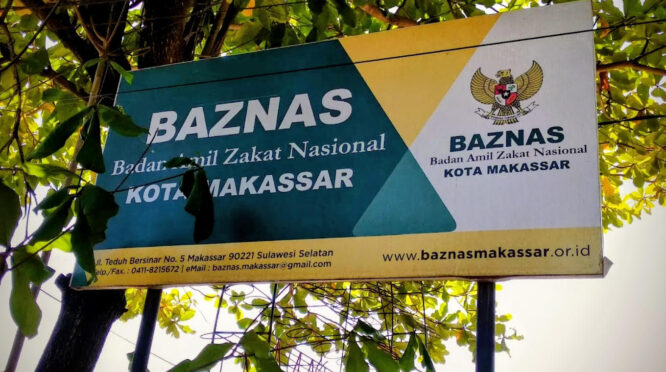 BAZNAS
Badan Amil Zakat Nasional
KOTA MAKASSAR
BAZNAS
Badan Amil Zakat Nasional
KOTA MAKASSAR
Jl. Teduh Bersinar No. 5 Makassar 90221 Sulawesi Selatan
Telp./Fax. : 0411-8215672 | eMail : baznas.makassar@gmail.com
www.baznasmakassar.or.id